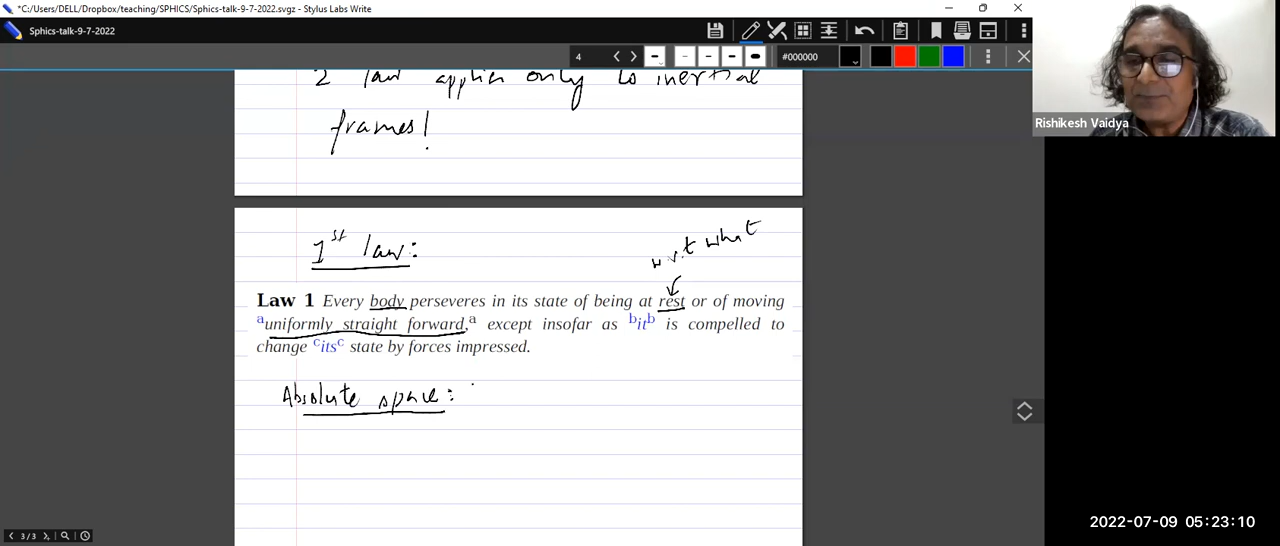 *C:/Users/DELL/Dropbox/teaching/SPHICS/Sphics-talk-9-7-2022.svgz - Stylus Labs Write
Sphics-talk-9-7-2022
4
#000000
Rishikesh Vaidya
2 law applies only to inertial
frames!
1st law:
w.r.t what
Law 1 Every body perseveres in its state of being at rest or of moving
a uniformly straight forward,a except insofar as b it b is compelled to
change c its c state by forces impressed.
Absolute space:
3/3
2022-07-09 05:23:10